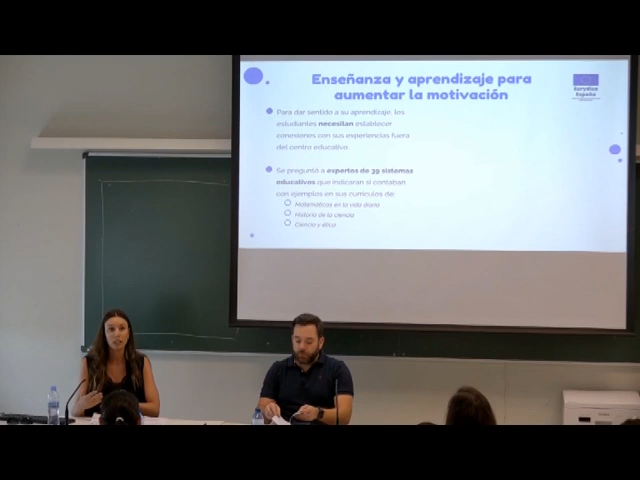 Enseñanza y aprendizaje para
aumentar la motivación
Eurydice
España
Para dar sentido a su aprendizaje, los
estudiantes necesitan establecer
conexiones con sus experiencias fuera
del centro educativo.
Se preguntó a expertos de 39 sistemas
educativos que indicaran si contaban
con ejemplos en sus currículos de:
Matemáticas en la vida diaria
Historia de la ciencia
Ciencia y ética